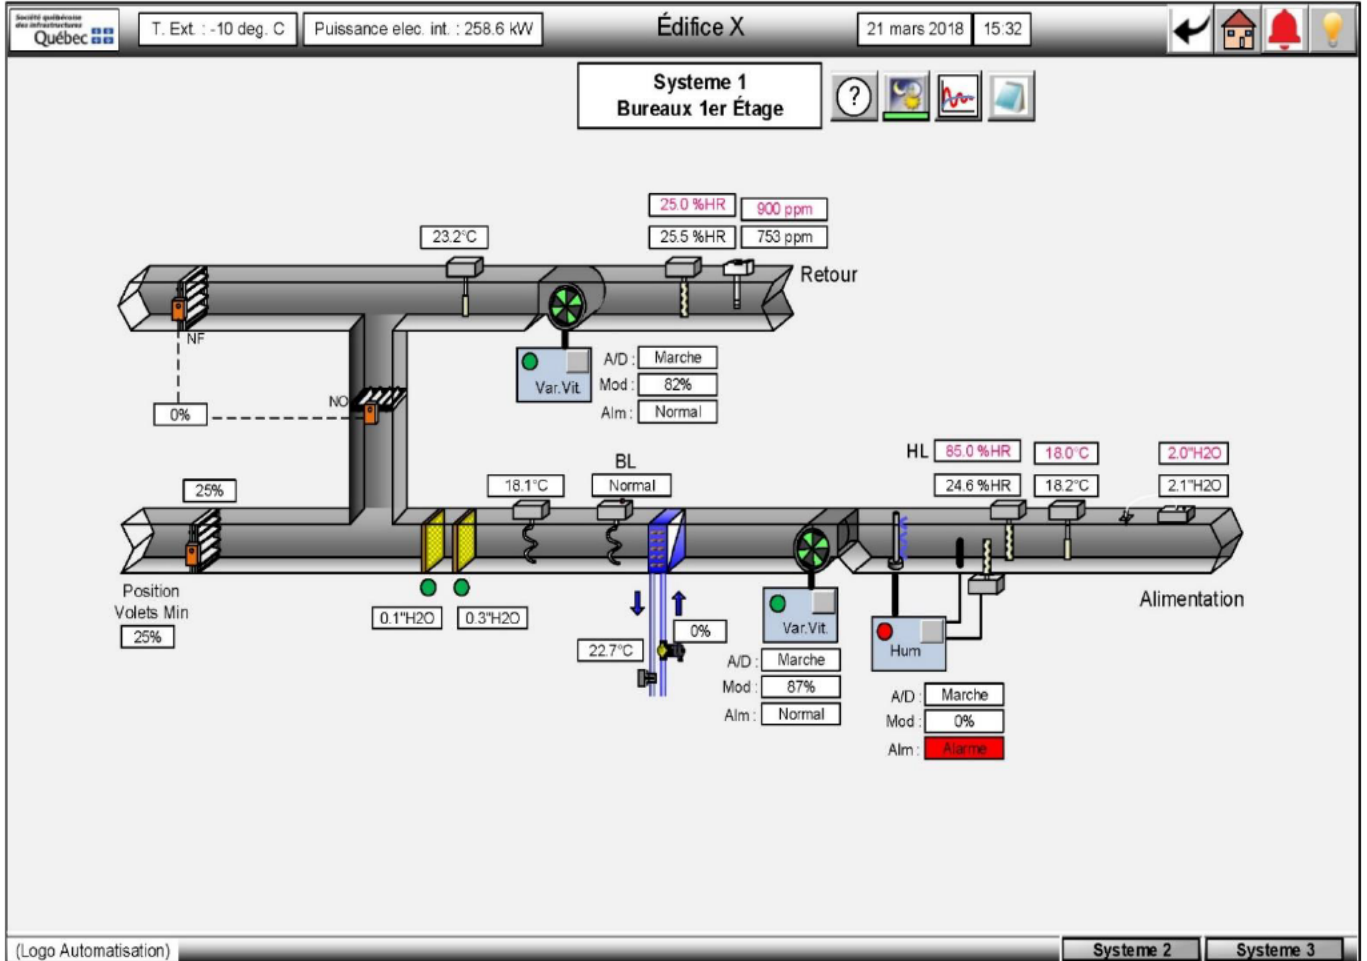 Société québécoise
des infrastructures
Québec
T. Ext. : -10 deg. C
Puissance elec. int. : 258.6 kW
Édifice X
21 mars 2018
15:32
Systeme 1
Bureaux 1er Étage
?
25.0 %HR
900 ppm
23.2°C
25.5 %HR
753 ppm
Retour
NF
A/D :
Marche
Var.Vit.
Mod :
82%
NO
0%
Alm :
Normal
HL
85.0 %HR
18.0°C
2.0"H2O
BL
25%
18.1°C
Normal
24.6 %HR
18.2°C
2.1"H2O
Position
Volets Min
25%
0.1"H2O
0.3"H2O
Alimentation
22.7°C
0%
Var.Vit.
Hum
A/D :
Marche
Mod :
87%
Alm :
Normal
A/D :
Marche
Mod :
0%
Alm :
Alarme
(Logo Automatisation)
Systeme 2
Systeme 3